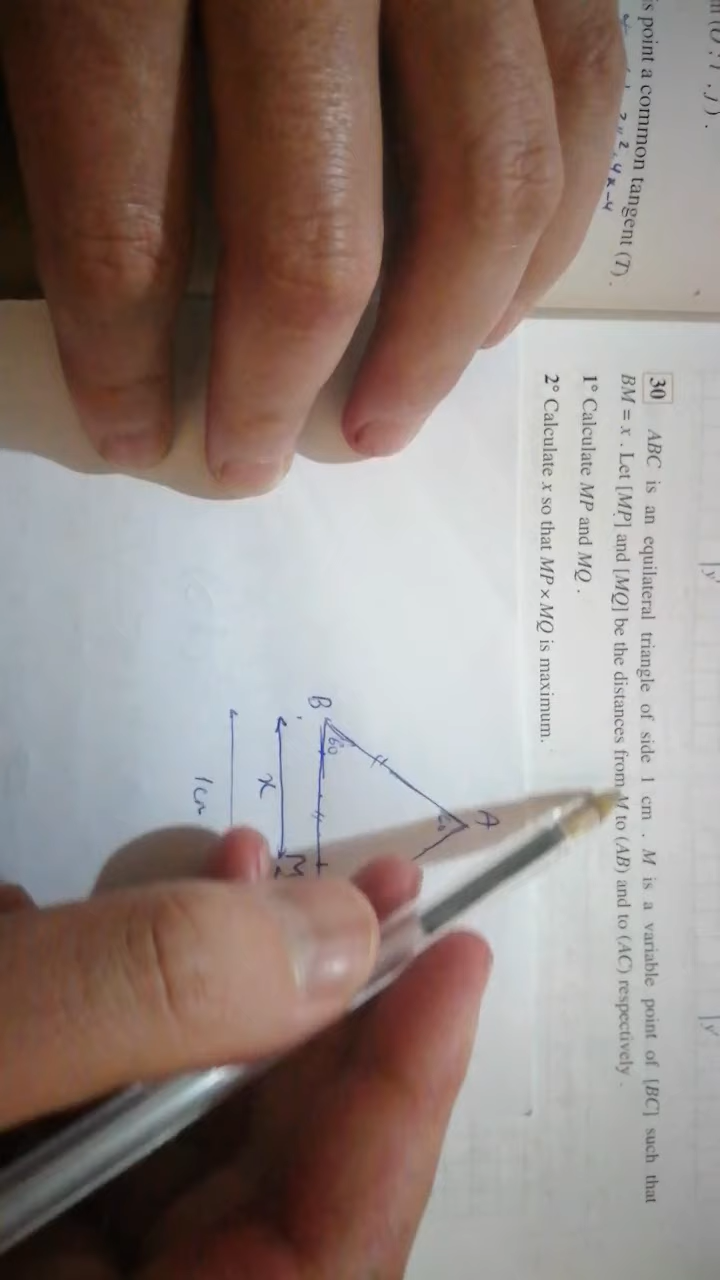 is point a common tangent (T).
30 ABC is an equilateral triangle of side 1 cm . M is a variable point of [BC] such that
BM = x . Let [MP] and [MQ] be the distances from M to (AB) and to (AC) respectively .
1° Calculate MP and MQ .
2° Calculate x so that MP × MQ is maximum.
A
60
B
60
M
x
1cm
y'
y